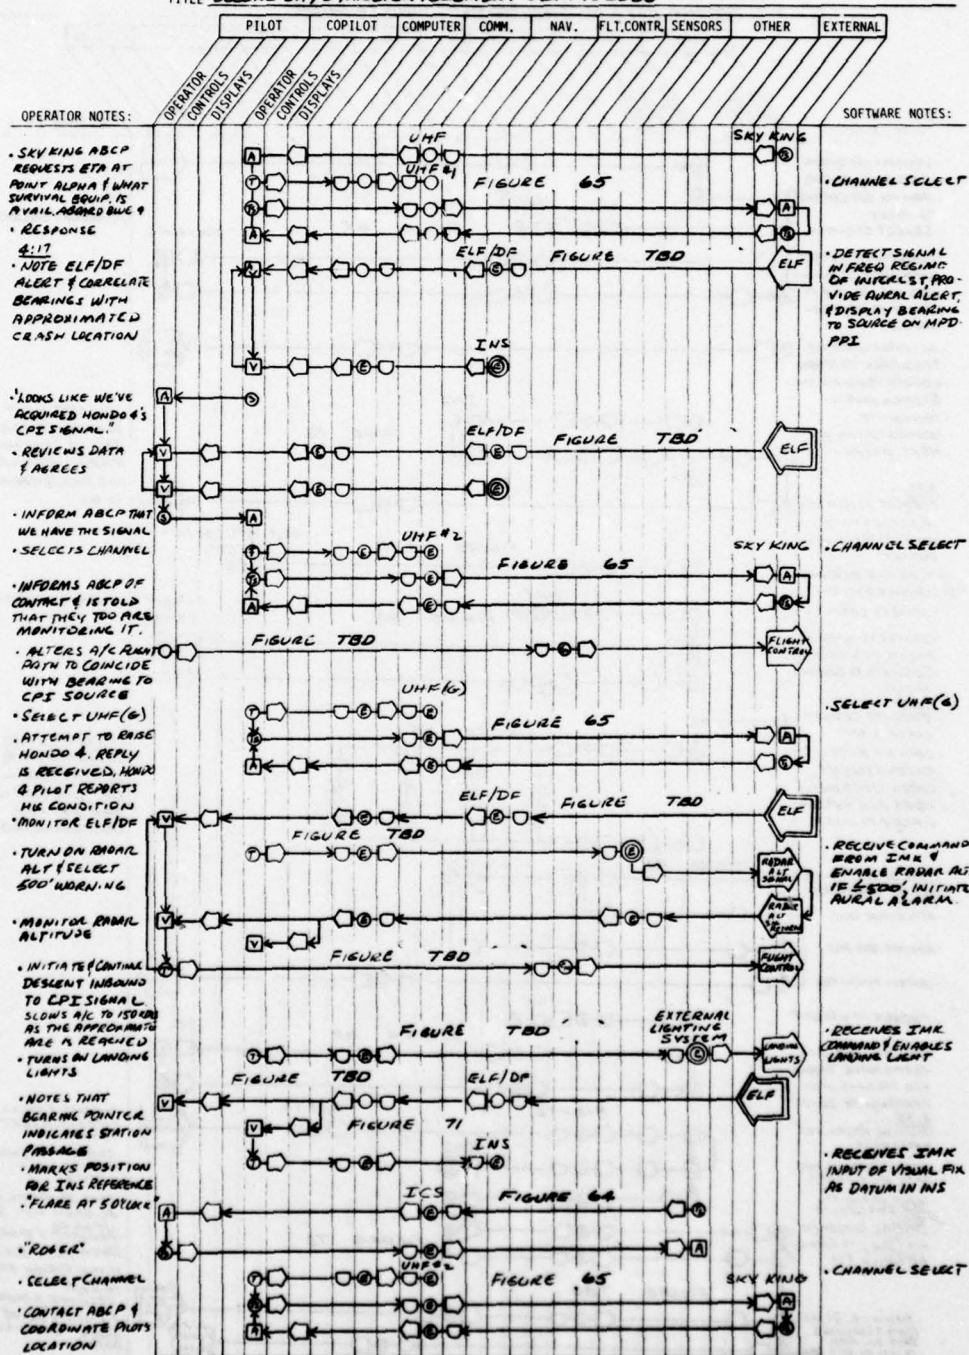 TITLE
PILOT COPILOT COMPUTER COMM. NAV. FLT.CONTR. SENSORS OTHER EXTERNAL
OPERATOR CONTROLS DISPLAYS OPERATOR CONTROLS DISPLAYS
OPERATOR NOTES:
SOFTWARE NOTES:
• SKY KING ABCP
REQUESTS ETA AT
POINT ALPHA & WHAT
SURVIVAL EQUIP. IS
AVAIL. ABOARD BLUE 4
• RESPONSE
UHF
UHF #1
FIGURE 65
SKY KING
• CHANNEL SELECT
4:17
• NOTE ELF/DF
ALERT & CORRELATE
BEARINGS WITH
APPROXIMATED
CRASH LOCATION
ELF/DF
FIGURE TBD
ELF
INS
• DETECT SIGNAL
IN FREQ REGIME
OF INTEREST, PRO-
VIDE AURAL ALERT,
& DISPLAY BEARING
TO SOURCE ON MPD-
PPI
• "LOOKS LIKE WE'VE
ACQUIRED HONDO 4'S
CPI SIGNAL."
• REVIEWS DATA
& AGREES
ELF/DF
FIGURE TBD
ELF
• INFORM ABCP THAT
WE HAVE THE SIGNAL
• SELECTS CHANNEL
UHF #2
FIGURE 65
SKY KING
• CHANNEL SELECT
• INFORMS ABCP OF
CONTACT & IS TOLD
THAT THEY TOO ARE
MONITORING IT.
• ALTERS A/C FLIGHT
PATH TO COINCIDE
WITH BEARING TO
CPI SOURCE
FIGURE TBD
FLIGHT CONTROL
• SELECT UHF(G)
• ATTEMPT TO RAISE
HONDO 4. REPLY
IS RECEIVED, HONDO
4 PILOT REPORTS
HIS CONDITION
UHF(G)
FIGURE 65
• SELECT UHF(G)
• MONITOR ELF/DF
ELF/DF
FIGURE TBD
ELF
• TURN ON RADAR
ALT & SELECT
500' WARNING
FIGURE TBD
RADAR ALT SIGNAL
• RECEIVE COMMAND
FROM IMK &
ENABLE RADAR ALT
IF ≤500', INITIATE
AURAL ALARM.
• MONITOR RADAR
ALTITUDE
RADAR ALT RETURN
• INITIATE & CONTINUE
DESCENT INBOUND
TO CPI SIGNAL
SLOWS A/C TO 150
AS THE APPROXIMATE
ARE IS REACHED
FIGURE TBD
FLIGHT CONTROL
• TURNS ON LANDING
LIGHTS
FIGURE TBD
EXTERNAL
LIGHTING
SYSTEM
LANDING LIGHTS
• RECEIVES IMK
COMMAND & ENABLES
LANDING LIGHT
• NOTES THAT
BEARING POINTER
INDICATES STATION
PASSAGE
FIGURE TBD
ELF/DF
ELF
• MARKS POSITION
FOR INS REFERENCE
FIGURE 71
INS
• RECEIVES IMK
INPUT OF VISUAL FIX
AS DATUM IN INS
"FLARE AT
ICS
FIGURE 64
• "ROGER"
• SELECT CHANNEL
UHF #2
FIGURE 65
SKY KING
• CHANNEL SELECT
• CONTACT ABCP &
COORDINATE PILOTS
LOCATION